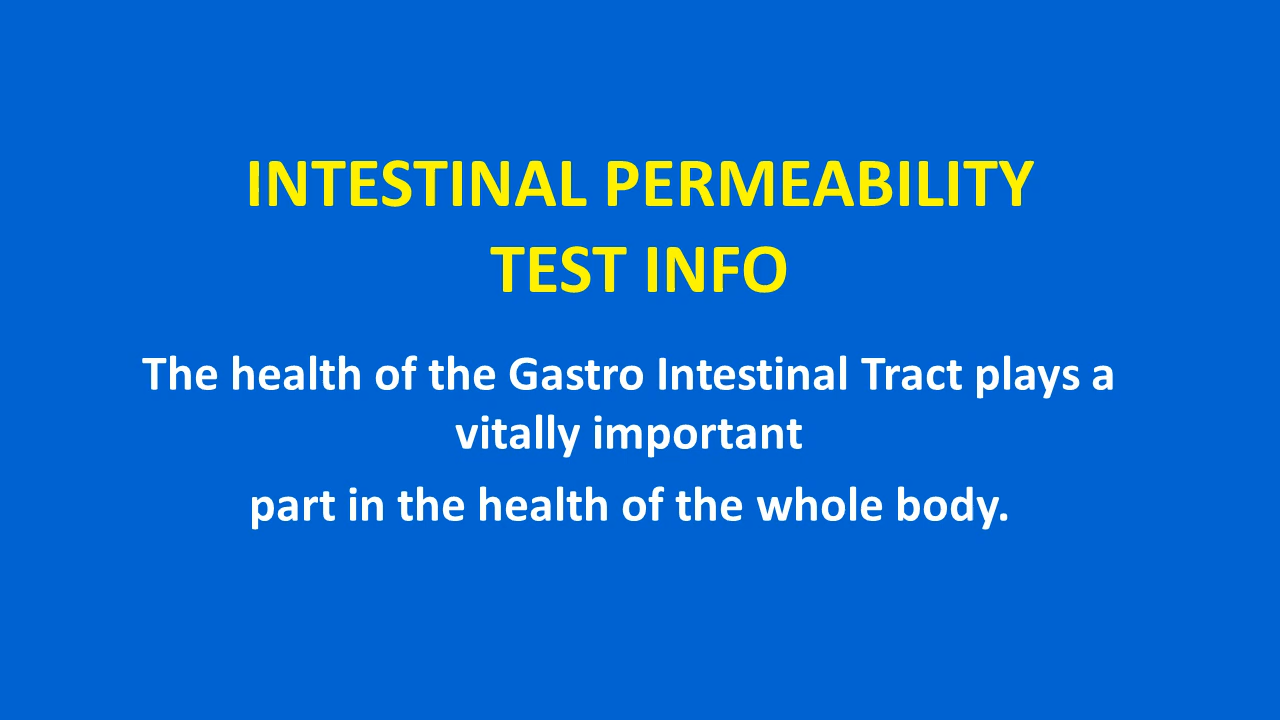 INTESTINAL PERMEABILITY
TEST INFO
The health of the Gastro Intestinal Tract plays a
vitally important
part in the health of the whole body.